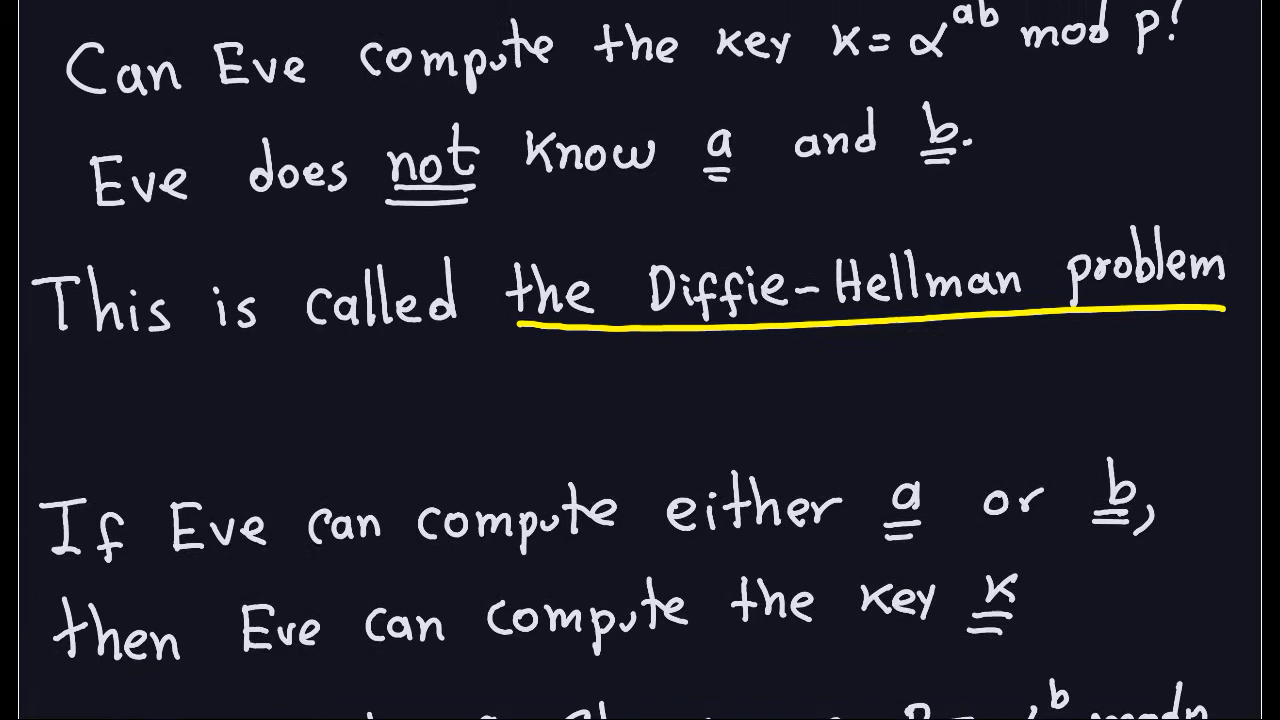 Can Eve compute the key K = α^ab mod p?
Eve does not know a and b.
This is called the Diffie-Hellman problem
If Eve can compute either a or b,
then Eve can compute the key K